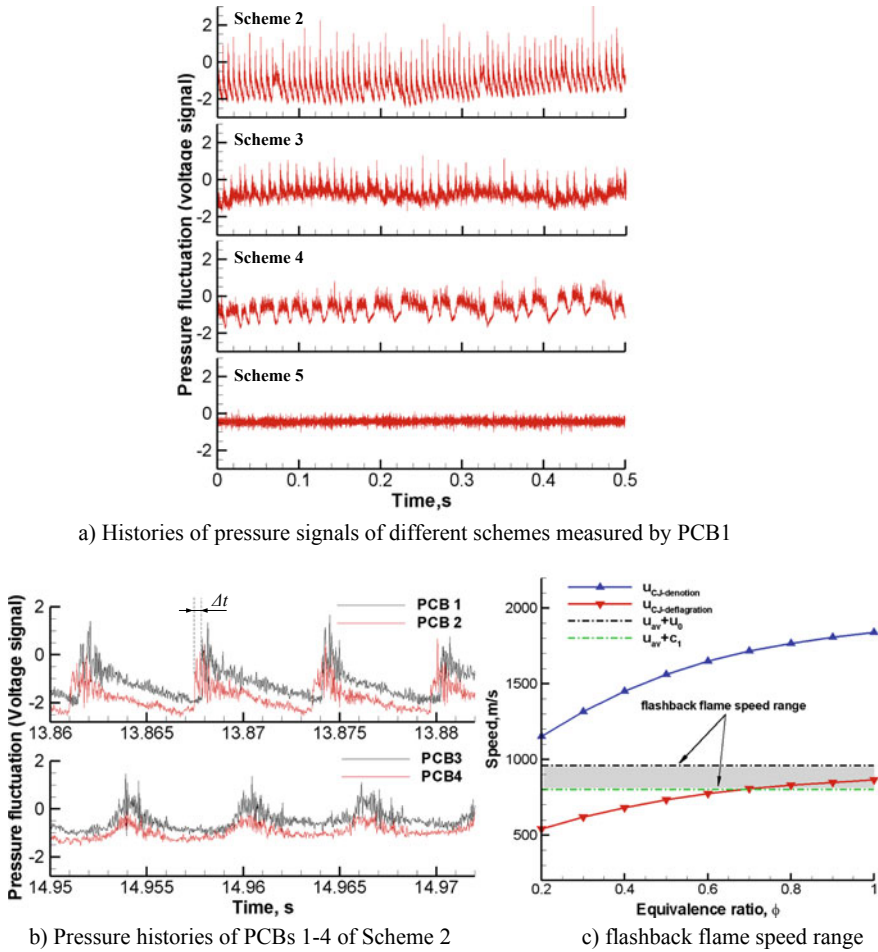 Scheme 2
2
0
-2
Scheme 3
2
0
-2
Scheme 4
2
0
-2
Scheme 5
2
0
-2
Pressure fluctuation (voltage signal)
0 0.1 0.2 0.3 0.4 0.5
Time,s
a) Histories of pressure signals of different schemes measured by PCB1
Δt
PCB 1
PCB 2
2
0
-2
13.86 13.865 13.87 13.875 13.88
PCB3
PCB4
2
0
-2
14.95 14.955 14.96 14.965 14.97
Pressure fluctuation (Voltage signal)
Time, s
b) Pressure histories of PCBs 1-4 of Scheme 2
uCJ-denotion
uCJ-deflagration
uav+u0
uav+c1
flashback flame speed range
2000
1500
1000
500
Speed,m/s
0.2 0.4 0.6 0.8 1
Equivalence ratio, ϕ
c) flashback flame speed range